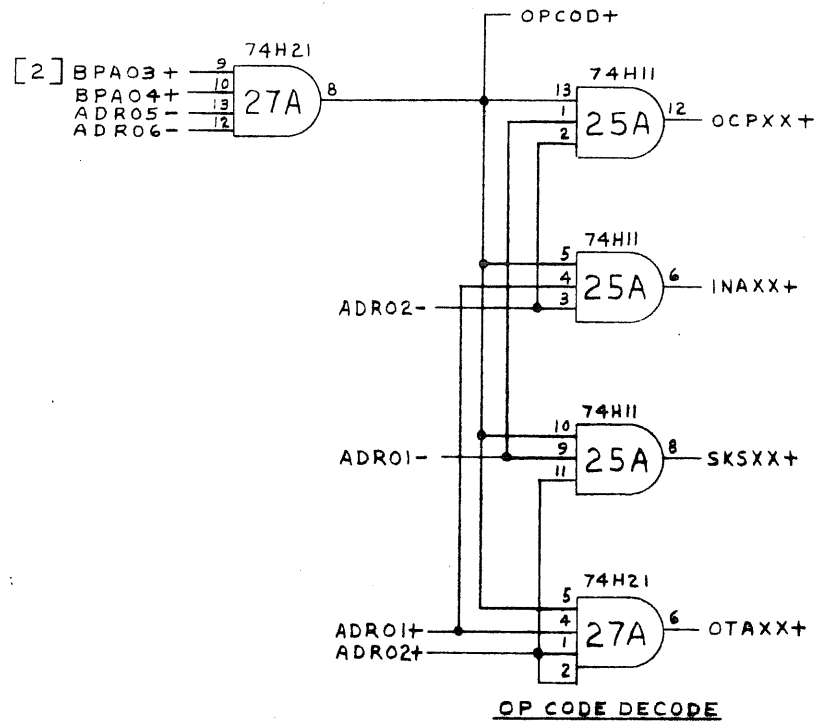 OPCOD+
74H21
[2] BPA03+ 9
BPA04+ 10
ADR05- 13
ADR06- 12
27A
8
74H11
13
1
2
25A
12
OCPXX+
74H11
5
4
ADR02- 3
25A
6
INAXX+
74H11
10
ADR01- 9
11
25A
8
SKSXX+
74H21
5
ADR01+ 4
ADR02+ 1
2
27A
6
OTAXX+
OP CODE DECODE